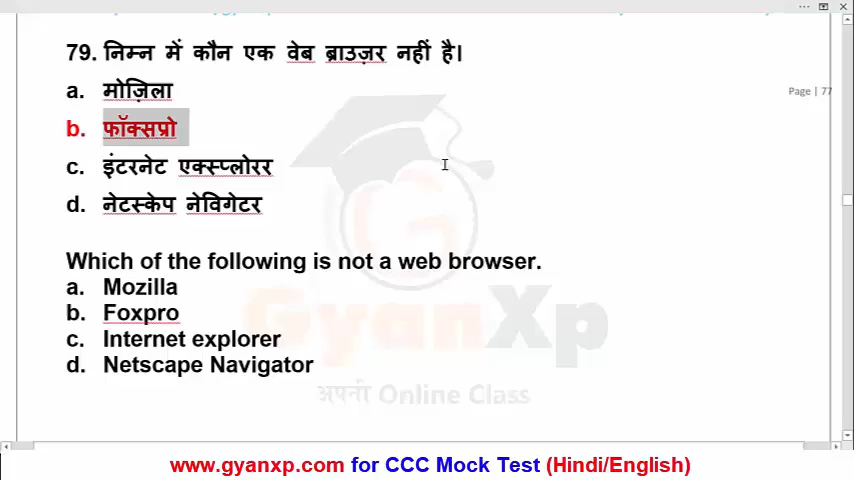 79. निम्न में कौन एक वेब ब्राउज़र नहीं है।
a. मोज़िला
Page | 77
b. फॉक्सप्रो
c. इंटरनेट एक्स्प्लोरर
d. नेटस्केप नेविगेटर
Which of the following is not a web browser.
a. Mozilla
b. Foxpro
GyanXp
c. Internet explorer
d. Netscape Navigator
अपनी Online Class
www.gyanxp.com for CCC Mock Test (Hindi/English)